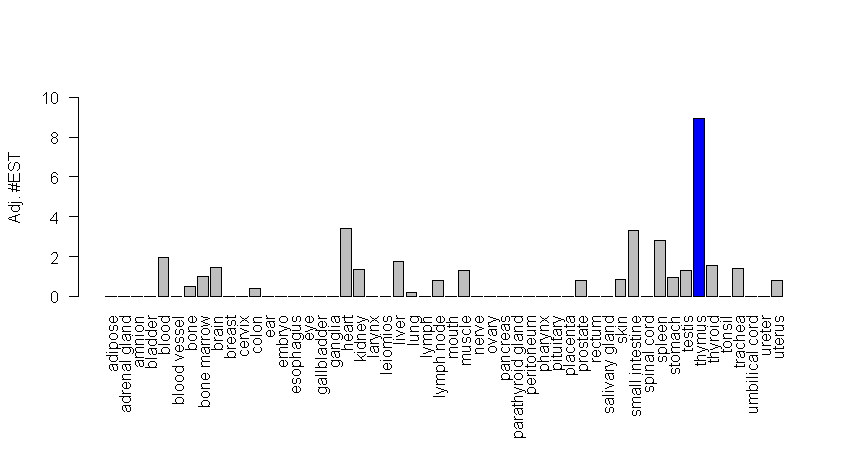 Adj. #EST
10
8
6
4
2
0
adipose
adrenal gland
amnion
bladder
blood
blood vessel
bone
bone marrow
brain
breast
cervix
colon
ear
embryo
esophagus
eye
gallbladder
ganglia
heart
kidney
larynx
leiomios
liver
lung
lymph
lymph node
mouth
muscle
nerve
ovary
pancreas
parathyroid gland
peritoneum
pharynx
pituitary
placenta
prostate
rectum
salivary gland
skin
small intestine
spinal cord
spleen
stomach
testis
thymus
thyroid
tonsil
trachea
umbilical cord
ureter
uterus